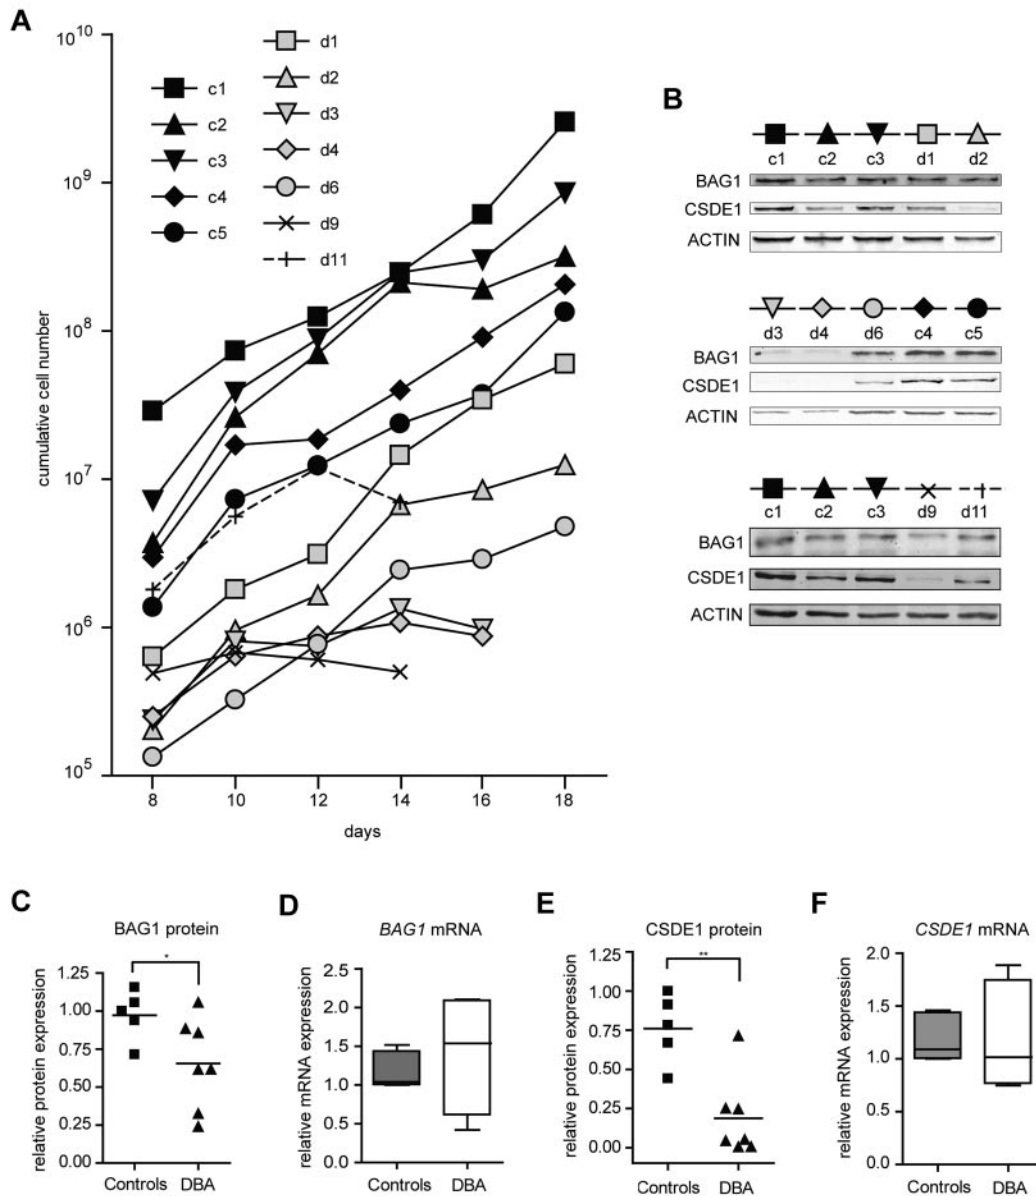 A
10^10
10^9
10^8
10^7
10^6
10^5
cumulative cell number
8 10 12 14 16 18
days
c1
c2
c3
c4
c5
d1
d2
d3
d4
d6
d9
d11
B
c1 c2 c3 d1 d2
BAG1
CSDE1
ACTIN
d3 d4 d6 c4 c5
BAG1
CSDE1
ACTIN
c1 c2 c3 d9 d11
BAG1
CSDE1
ACTIN
C
BAG1 protein
*
relative protein expression
1.25
1.00
0.75
0.50
0.25
0.00
Controls DBA
D
BAG1 mRNA
relative mRNA expression
2.5
2.0
1.5
1.0
0.5
0.0
Controls DBA
E
CSDE1 protein
**
relative protein expression
1.25
1.00
0.75
0.50
0.25
0.00
Controls DBA
F
CSDE1 mRNA
relative mRNA expression
2.0
1.5
1.0
0.5
0.0
Controls DBA